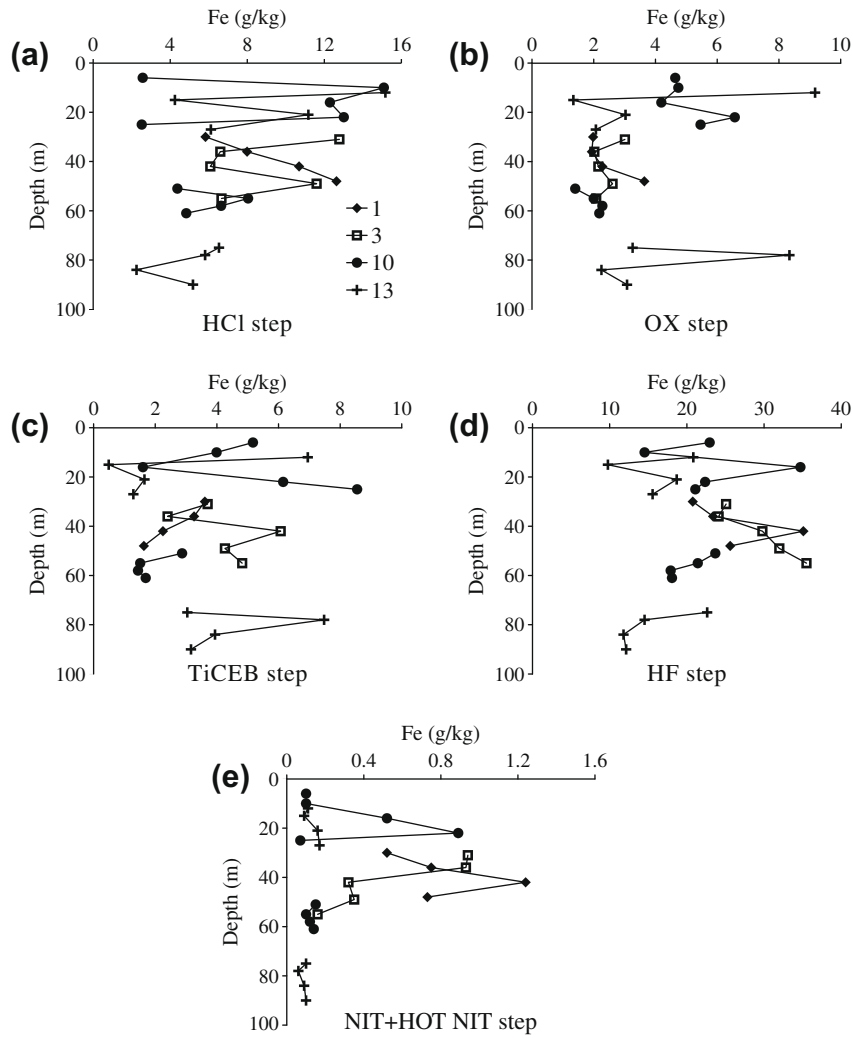 Fe (g/kg)
0 4 8 12 16
(a)
0
20
40
60
80
100
Depth (m)
1
3
10
13
HCl step
Fe (g/kg)
0 2 4 6 8 10
(b)
0
20
40
60
80
100
Depth (m)
OX step
Fe (g/kg)
0 2 4 6 8 10
(c)
0
20
40
60
80
100
Depth (m)
TiCEB step
Fe (g/kg)
0 10 20 30 40
(d)
0
20
40
60
80
100
Depth (m)
HF step
Fe (g/kg)
0 0.4 0.8 1.2 1.6
(e)
0
20
40
60
80
100
Depth (m)
NIT+HOT NIT step